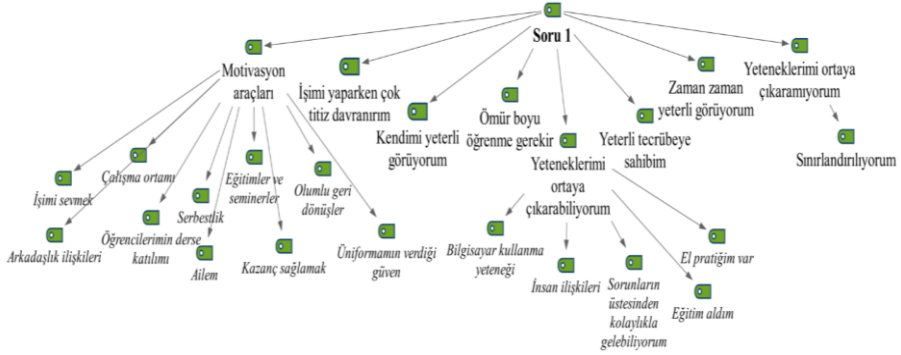 Soru 1
Motivasyon
araçları
İşimi yaparken çok
titiz davranırım
Kendimi yeterli
görüyorum
Ömür boyu
öğrenme gerekir
Yeteneklerimi
ortaya
çıkarabiliyorum
Yeterli tecrübeye
sahibim
Zaman zaman
yeterli görüyorum
Yeteneklerimi ortaya
çıkaramıyorum
Sınırlandırılıyorum
İşimi sevmek
Çalışma ortamı
Arkadaşlık ilişkileri
Öğrencilerimin derse
katılımı
Serbestlik
Ailem
Eğitimler ve
seminerler
Kazanç sağlamak
Olumlu geri
dönüşler
Üniformamın verdiği
güven
Bilgisayar kullanma
yeteneği
İnsan ilişkileri
Sorunların
üstesinden
kolaylıkla
gelebiliyorum
Eğitim aldım
El pratiğim var